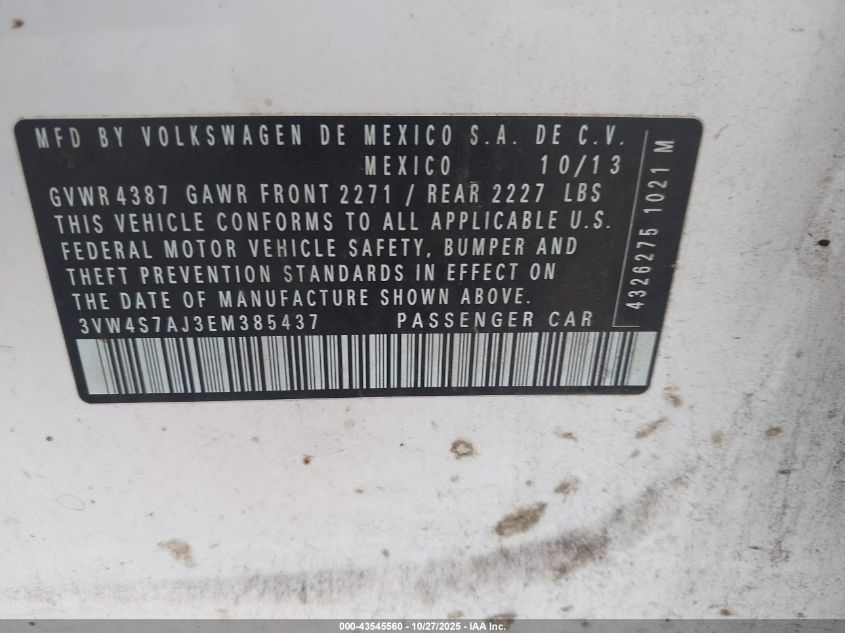 MFD BY VOLKSWAGEN DE MEXICO S.A. DE C.V.
MEXICO 10/13
GVWR 4387 GAWR FRONT 2271 / REAR 2227 LBS
THIS VEHICLE CONFORMS TO ALL APPLICABLE U.S.
FEDERAL MOTOR VEHICLE SAFETY, BUMPER AND
THEFT PREVENTION STANDARDS IN EFFECT ON
THE DATE OF MANUFACTURE SHOWN ABOVE.
3VW4S7AJ3EM385437 PASSENGER CAR
4326275 1021 M
000-43545560 - 10/27/2025 - IAA Inc.